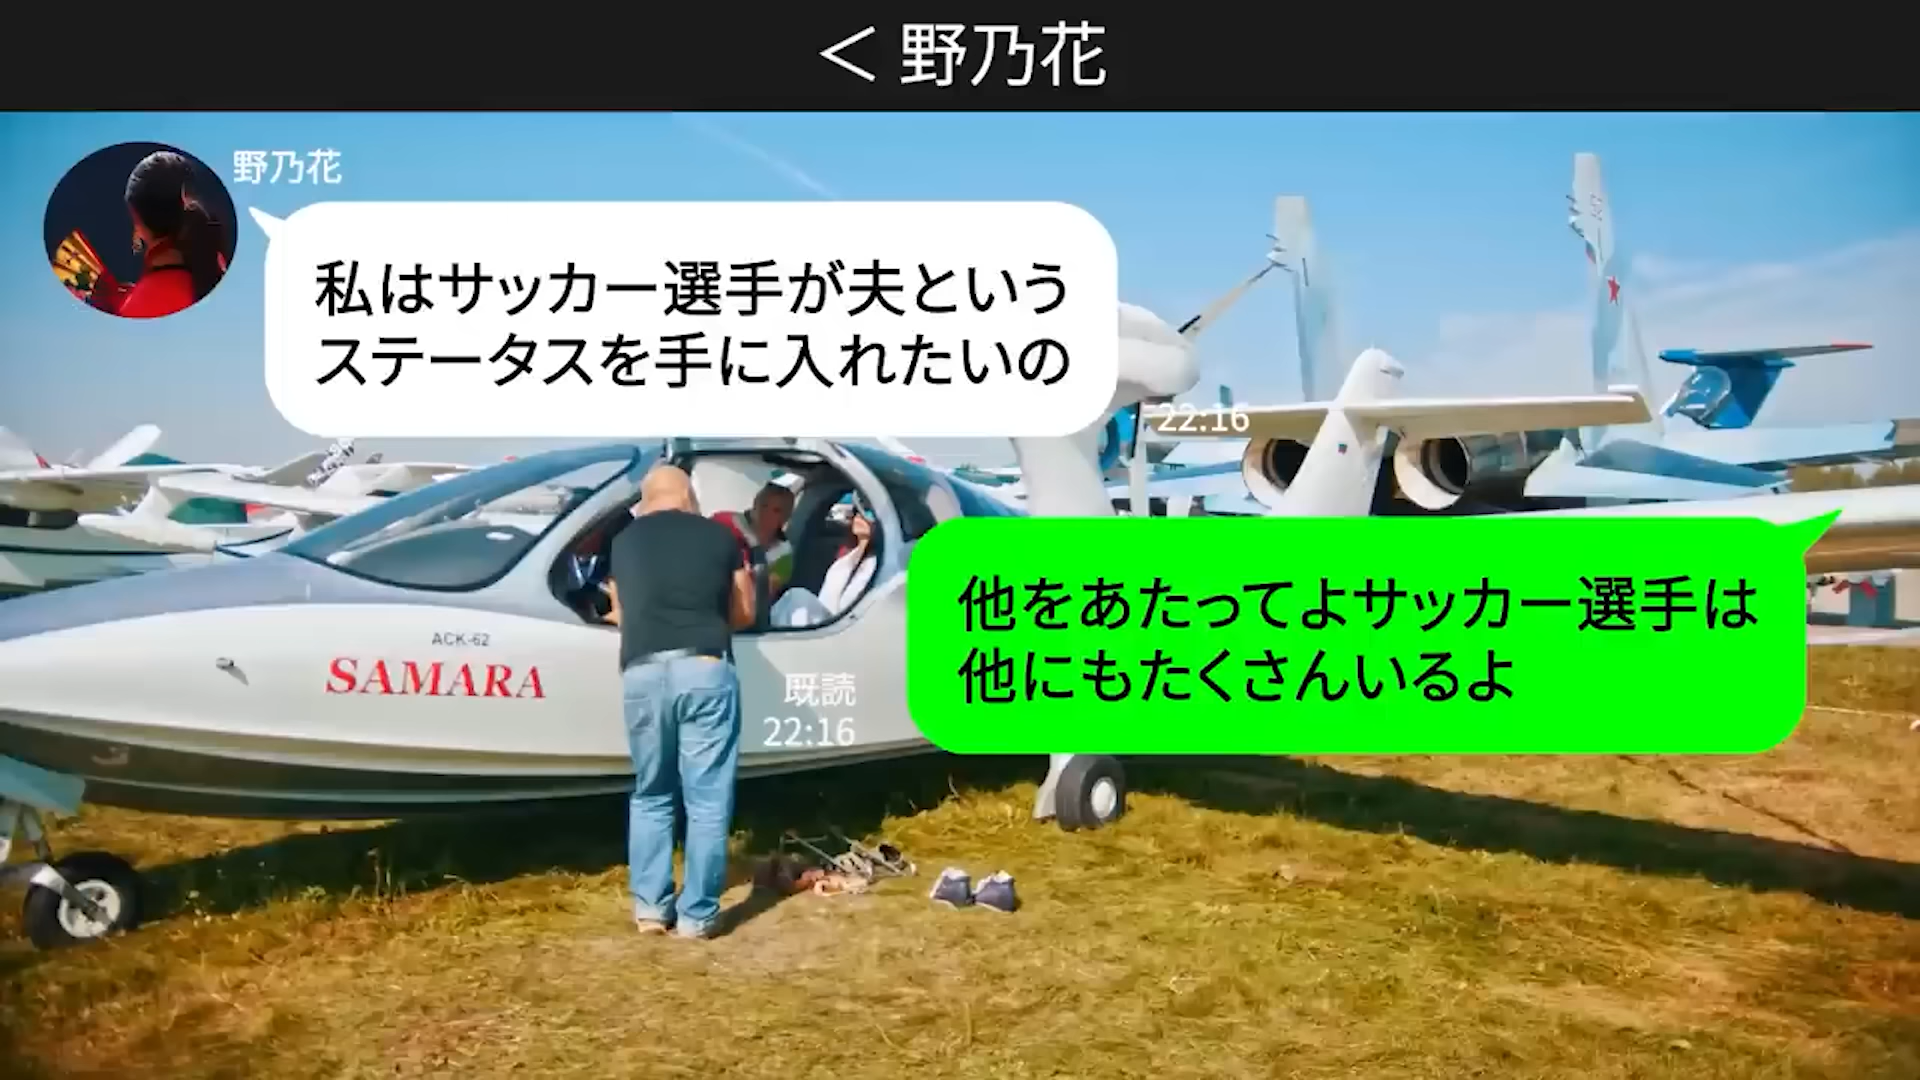 ＜ 野乃花
野乃花
私はサッカー選手が夫という
ステータスを手に入れたいの
22:16
他をあたってよサッカー選手は
他にもたくさんいるよ
既読
22:16
ACK-62
SAMARA